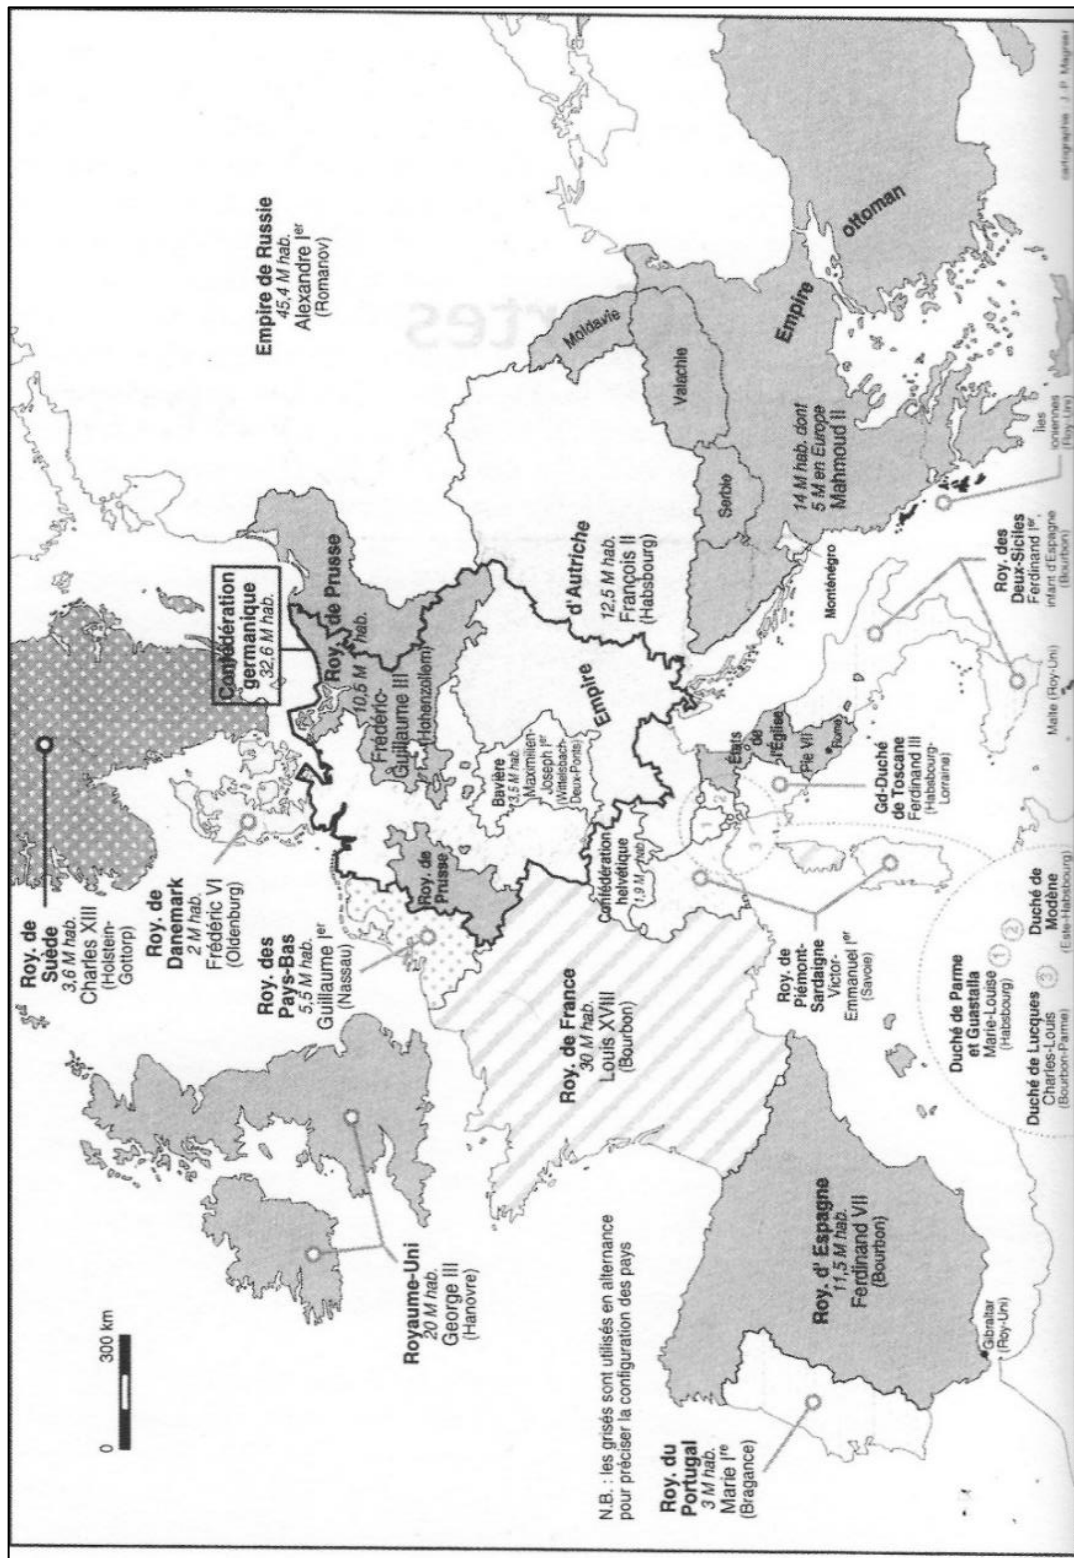 0 300 km
Roy. de
Suède
3,6 M hab.
Charles XIII
(Holstein-
Gottorp)
Roy. de
Danemark
2 M hab.
Frédéric VI
(Oldenburg)
Roy. des
Pays-Bas
5,5 M hab.
Guillaume Ier
(Nassau)
Royaume-Uni
20 M hab.
George III
(Hanovre)
Confédération
germanique
32,6 M hab.
Empire de Russie
45,4 M hab.
Alexandre Ier
(Romanov)
Roy. de Prusse
10,5 M hab.
Frédéric-
Guillaume III
(Hohenzollern)
Roy. de
Prusse
Bavière
3,5 M hab.
Maximilien-
Joseph Ier
(Wittelsbach-
Deux-Ponts)
Empire d'Autriche
12,5 M hab.
François II
(Habsbourg)
Moldavie
Valachie
Serbie
Monténégro
Empire ottoman
14 M hab. dont
5 M en Europe
Mahmoud II
Roy. de France
30 M hab.
Louis XVIII
(Bourbon)
Confédération
helvétique
1,9 M hab.
N.B. : les grisés sont utilisés en alternance
pour préciser la configuration des pays
Roy. du
Portugal
3 M hab.
Marie Ire
(Bragance)
Roy. d' Espagne
11,5 M hab.
Ferdinand VII
(Bourbon)
Gibraltar
(Roy-Uni)
Roy. de
Piémont-
Sardaigne
Victor-
Emmanuel Ier
(Savoie)
États
de
l'Église
Pie VII
Rome
Gd-Duché
de Toscane
Ferdinand III
(Habsbourg-
Lorraine)
1
2
3
Duché de Parme
et Guastalla 1
Marie-Louise
(Habsbourg)
Duché de Lucques 3
Charles-Louis
(Bourbon-Parme)
2 Duché de
Modène
(Este-Habsbourg)
Roy. des
Deux-Siciles
Ferdinand Ier,
infant d'Espagne
(Bourbon)
Malte (Roy-Uni)
Îles
ioniennes
(Roy-Uni)
cartographie : J. P. Magnier